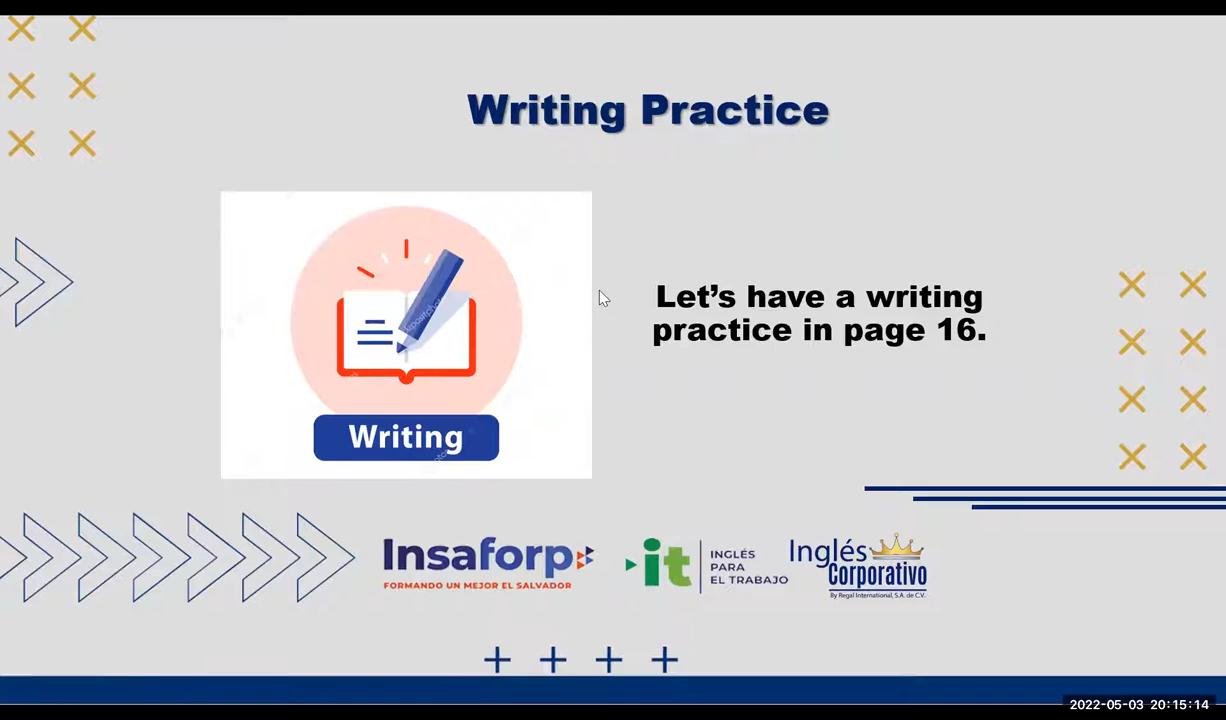 Writing Practice
Let's have a writing
practice in page 16.
Writing
Insaforp
FORMANDO UN MEJOR EL SALVADOR
it
INGLÉS
PARA
EL TRABAJO
Inglés
Corporativo
By Regal International, S.A. de C.V.
2022-05-03 20:15:14